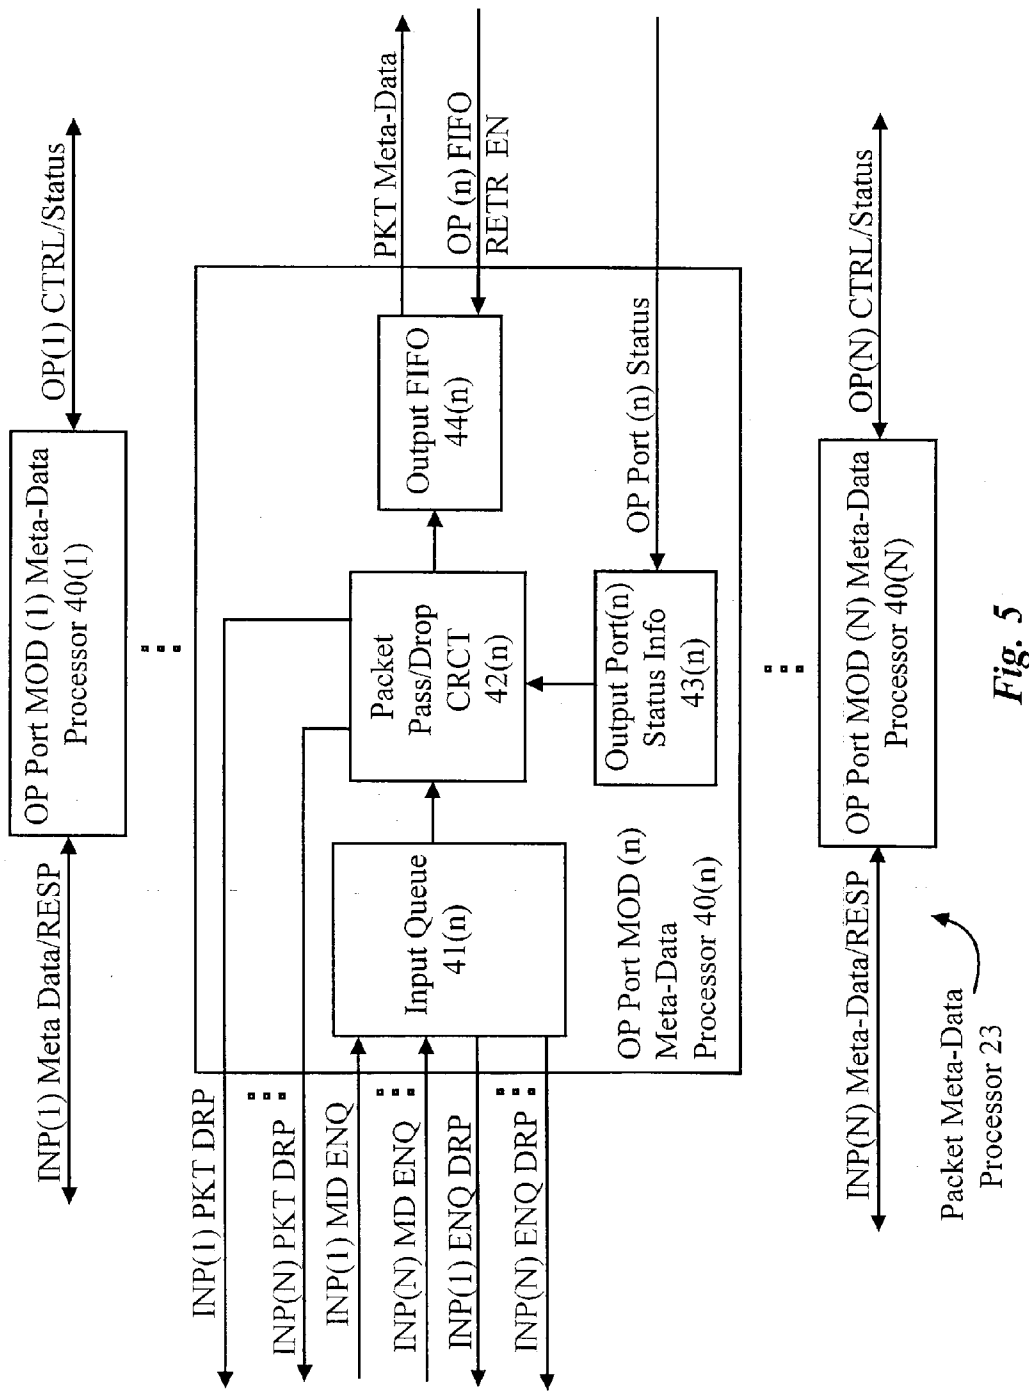 INP(1) Meta Data/RESP
OP Port MOD (1) Meta-Data
Processor 40(1)
OP(1) CTRL/Status
INP(1) PKT DRP
INP(N) PKT DRP
INP(1) MD ENQ
INP(N) MD ENQ
INP(1) ENQ DRP
INP(N) ENQ DRP
Input Queue
41(n)
Packet
Pass/Drop
CRCT
42(n)
Output FIFO
44(n)
PKT Meta-Data
OP (n) FIFO
RETR EN
Output Port(n)
Status Info
43(n)
OP Port (n) Status
OP Port MOD (n)
Meta-Data
Processor 40(n)
INP(N) Meta-Data/RESP
OP Port MOD (N) Meta-Data
Processor 40(N)
OP(N) CTRL/Status
Packet Meta-Data
Processor 23
Fig. 5